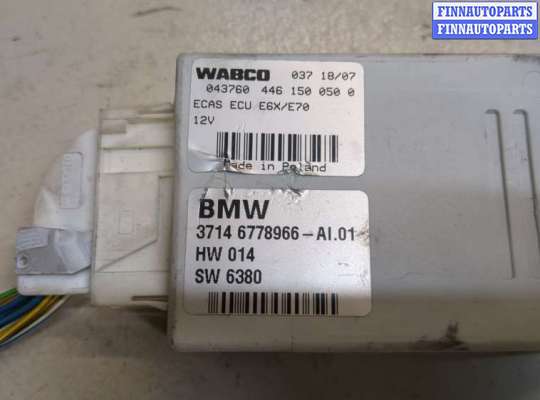 FINNAUTOPARTS
FINNAUTOPARTS
FINNAUTOPARTS
WABCO 037 18/07
043760 446 150 050 0
ECAS ECU E6X/E70
12V
Made in Poland
BMW
3714 6778966-AI.01
HW 014
SW 6380